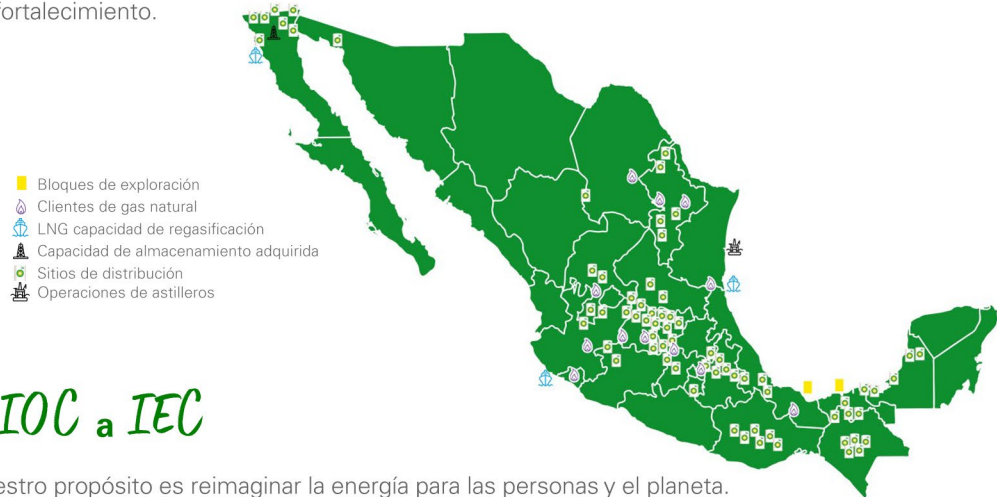 fortalecimiento.
Bloques de exploración
Clientes de gas natural
LNG capacidad de regasificación
Capacidad de almacenamiento adquirida
Sitios de distribución
Operaciones de astilleros
IOC a IEC
estro propósito es reimaginar la energía para las personas y el planeta.